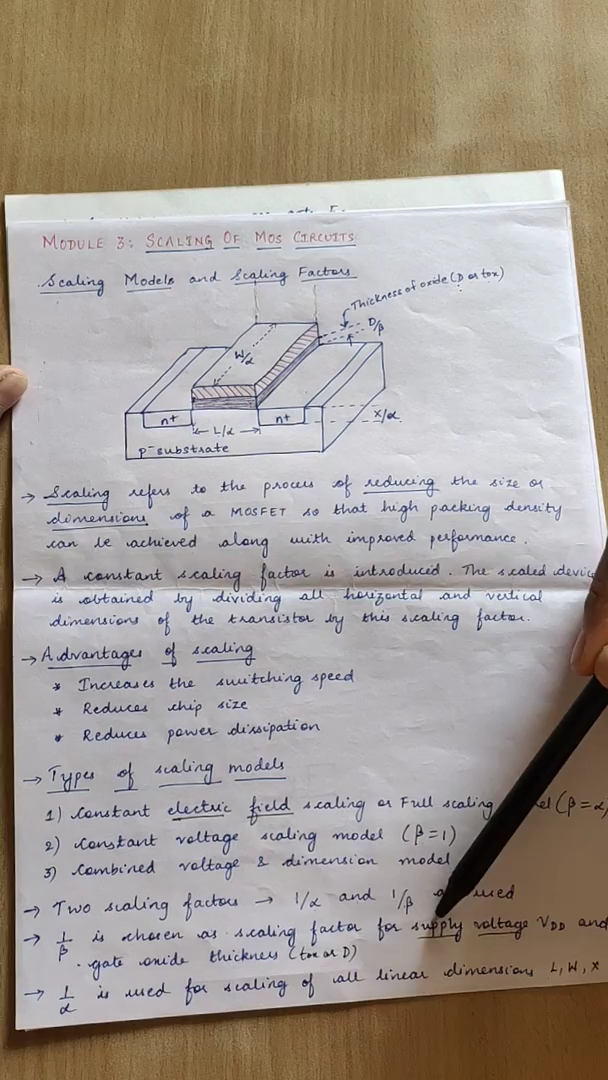 MODULE 3: SCALING OF MOS CIRCUITS
Scaling Models and Scaling Factors
Thickness of oxide (D or tox)
D/β
W/α
n+
L/α
n+
X/α
p-substrate
→ Scaling refers to the process of reducing the size or
dimensions of a MOSFET so that high packing density
can be achieved along with improved performance.
→ A constant scaling factor is introduced. The scaled device
is obtained by dividing all horizontal and vertical
dimensions of the transistor by this scaling factor.
→ Advantages of scaling
* Increases the switching speed
* Reduces chip size
* Reduces power dissipation
→ Types of scaling models
1) Constant electric field scaling or Full scaling (β=α)
2) Constant voltage scaling model (β=1)
3) Combined voltage & dimension model
→ Two scaling factors → 1/α and 1/β used
→ 1/β is chosen as scaling factor for supply voltage VDD and
gate oxide thickness (tox or D)
→ 1/α is used for scaling of all linear dimensions L, W, X